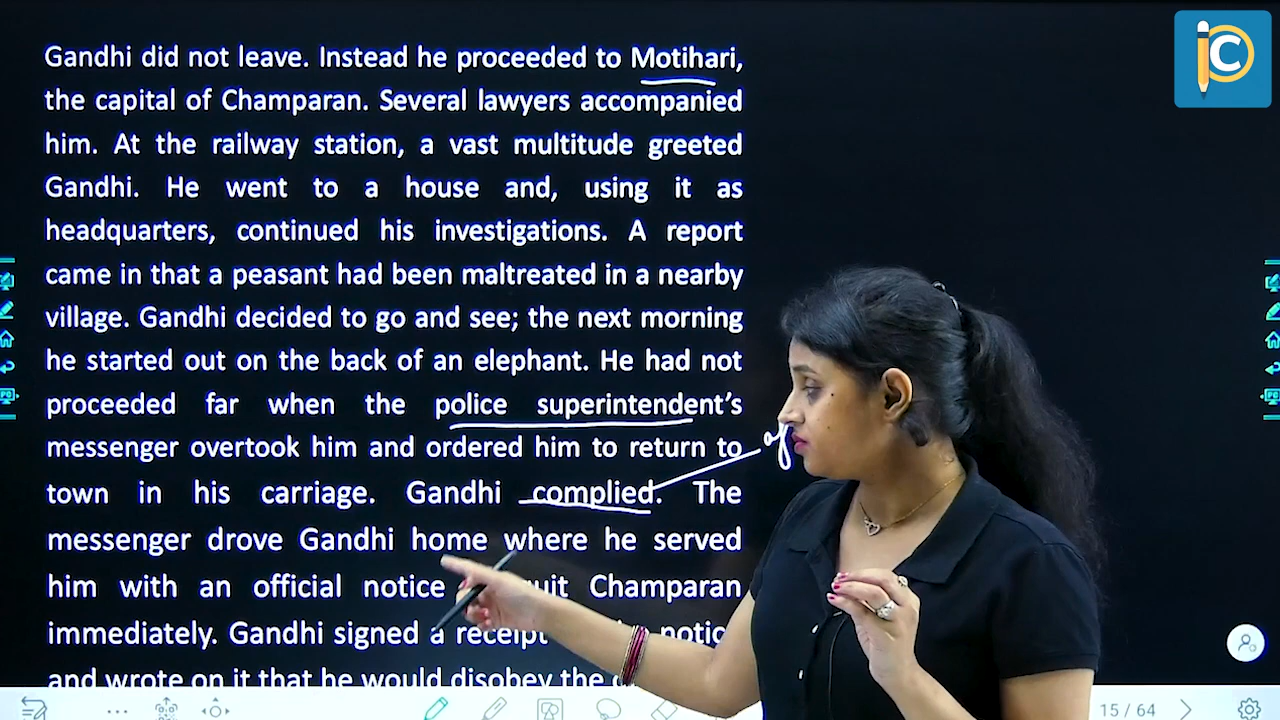 Gandhi did not leave. Instead he proceeded to Motihari,
the capital of Champaran. Several lawyers accompanied
him. At the railway station, a vast multitude greeted
Gandhi. He went to a house and, using it as
headquarters, continued his investigations. A report
came in that a peasant had been maltreated in a nearby
village. Gandhi decided to go and see; the next morning
he started out on the back of an elephant. He had not
proceeded far when the police superintendent's
messenger overtook him and ordered him to return to
town in his carriage. Gandhi complied. The
messenger drove Gandhi home where he served
him with an official notice Champaran
immediately. Gandhi signed a receipt
and wrote on it that he would disobey the
15 / 64